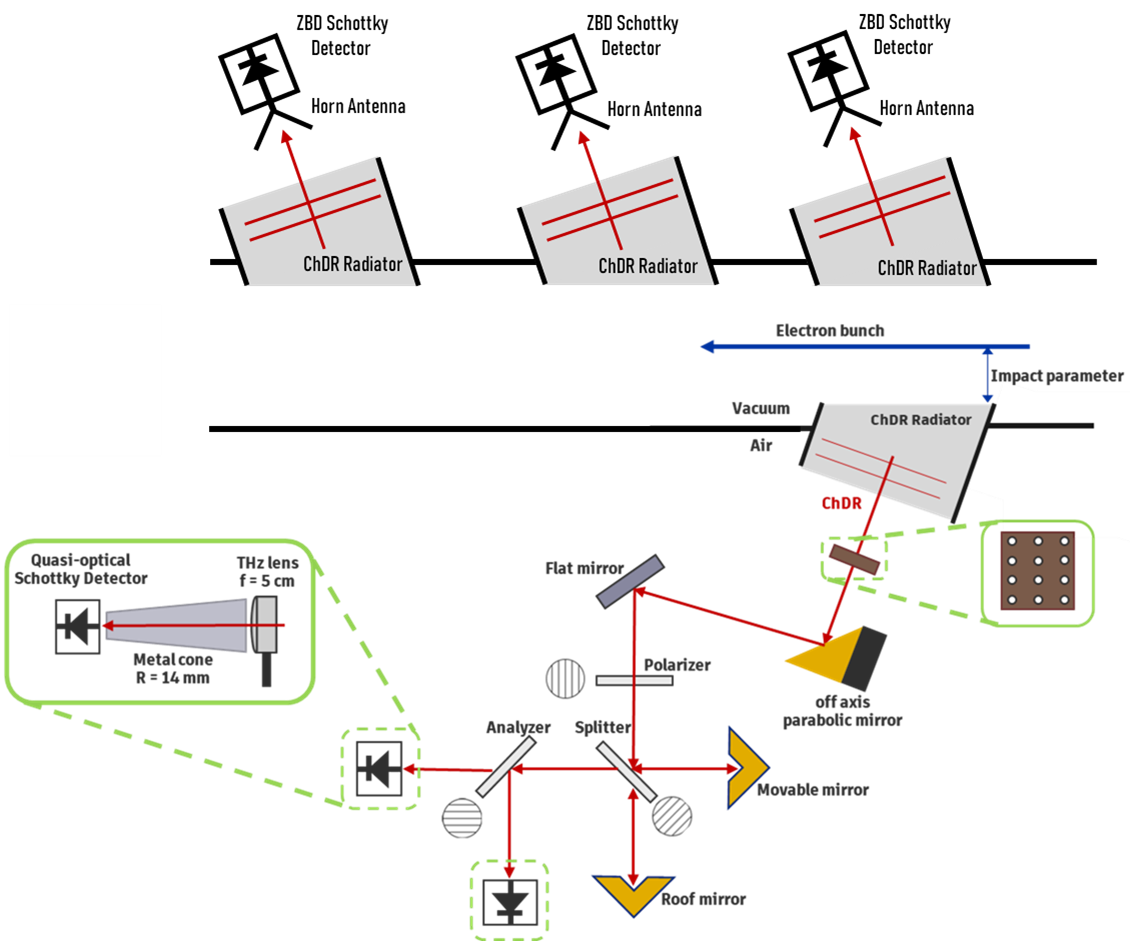 ZBD Schottky
Detector
ZBD Schottky
Detector
ZBD Schottky
Detector
Horn Antenna
Horn Antenna
Horn Antenna
ChDR Radiator
ChDR Radiator
ChDR Radiator
Electron bunch
Impact parameter
Vacuum
ChDR Radiator
Air
ChDR
Quasi-optical
Schottky Detector
THz lens
f = 5 cm
Metal cone
R = 14 mm
Flat mirror
Polarizer
off axis
parabolic mirror
Analyzer
Splitter
Movable mirror
Roof mirror